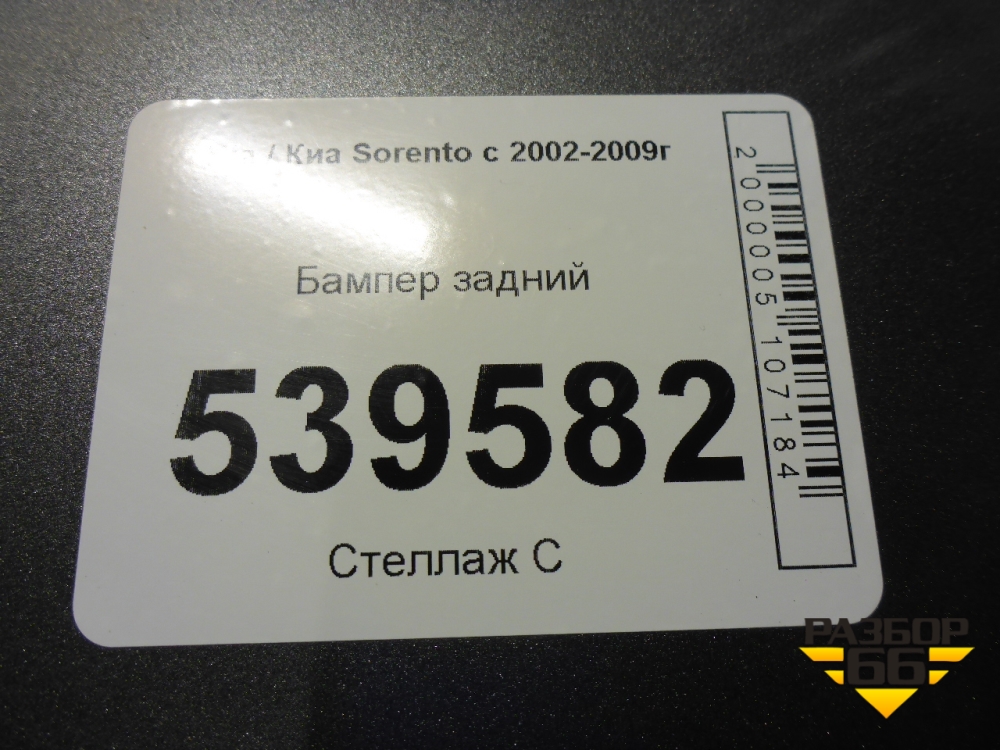 / Киа Sorento с 2002-2009г
Бампер задний
539582
Стеллаж С
2000005107184
РАЗБОР
66